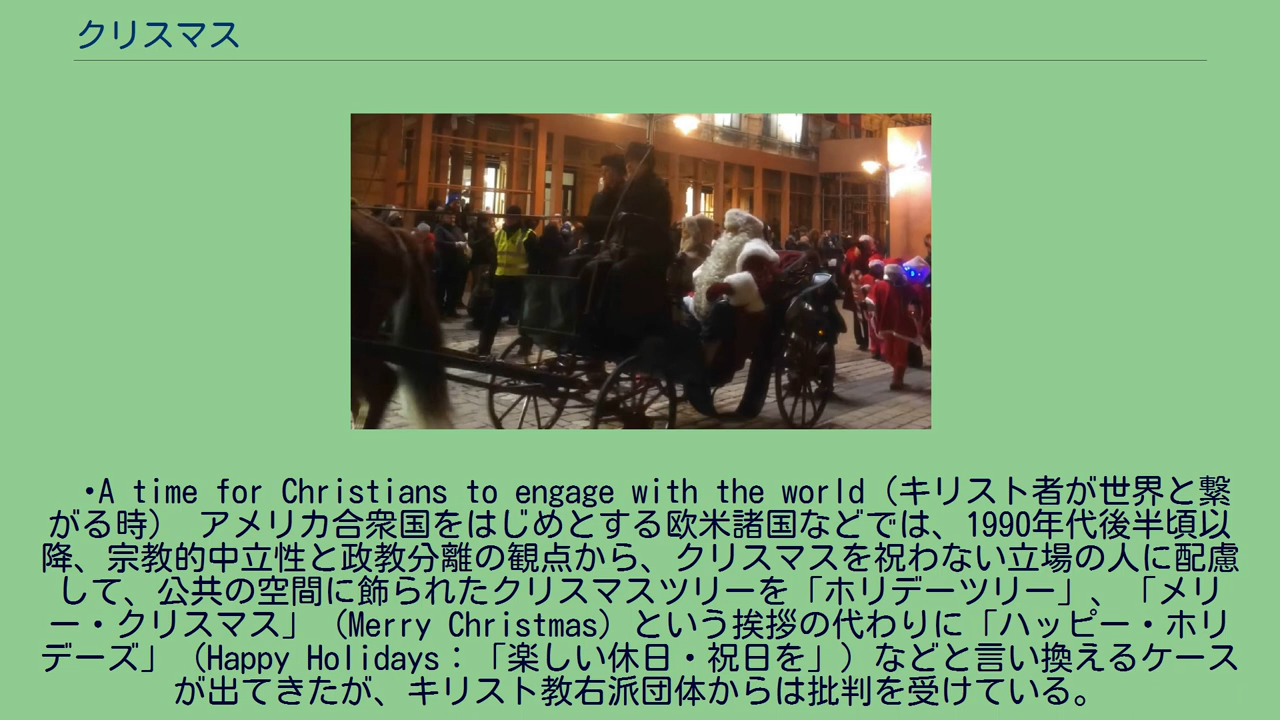 クリスマス
•A time for Christians to engage with the world（キリスト者が世界と繋
がる時） アメリカ合衆国をはじめとする欧米諸国などでは、1990年代後半頃以
降、宗教的中立性と政教分離の観点から、クリスマスを祝わない立場の人に配慮
して、公共の空間に飾られたクリスマスツリーを「ホリデーツリー」、「メリ
ー・クリスマス」（Merry Christmas）という挨拶の代わりに「ハッピー・ホリ
デーズ」（Happy Holidays：「楽しい休日・祝日を」）などと言い換えるケース
が出てきたが、キリスト教右派団体からは批判を受けている。